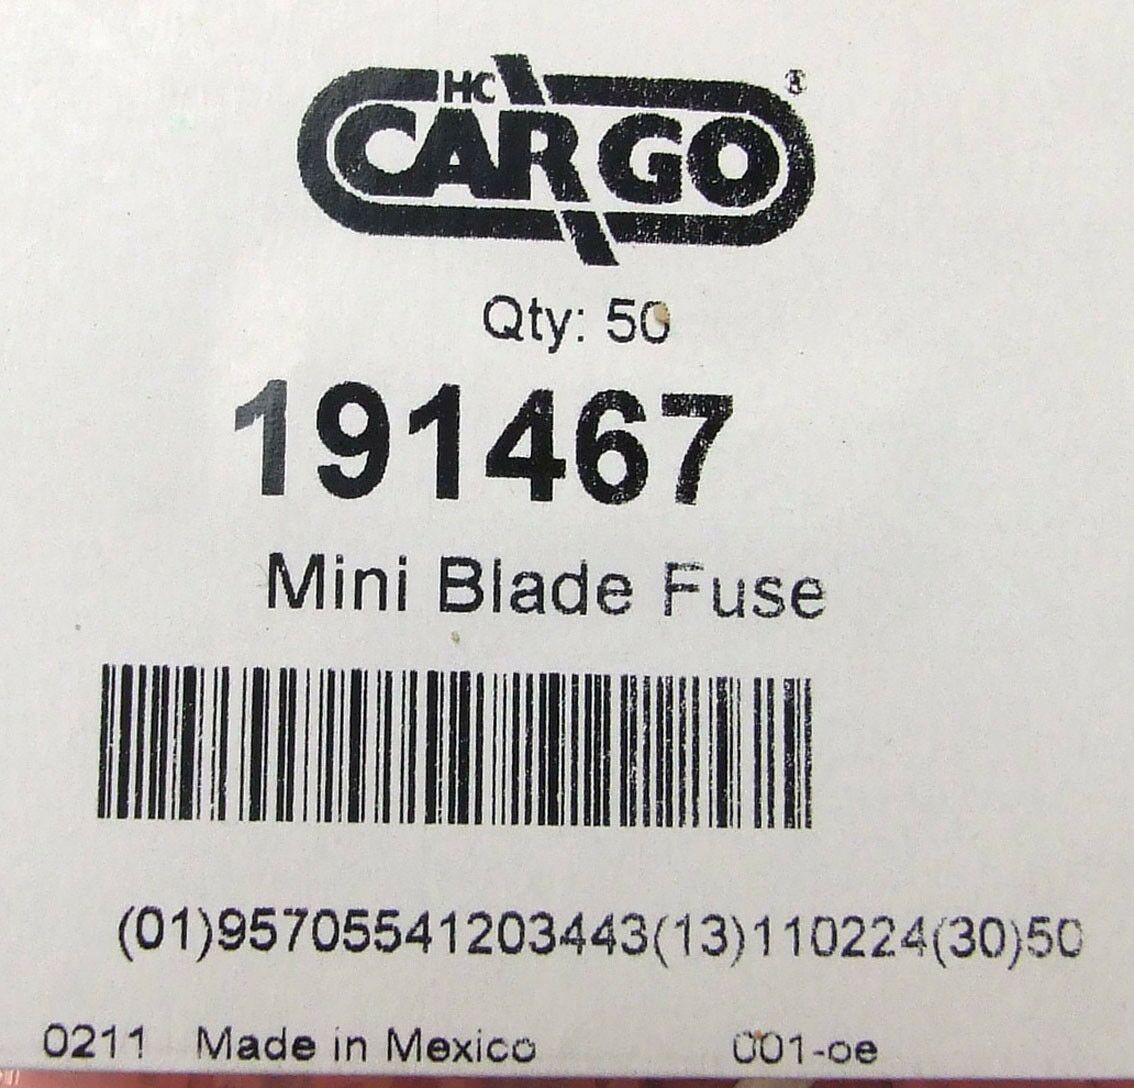 HC
CARGO®
Qty: 50
191467
Mini Blade Fuse
(01)95705541203443(13)110224(30)50
0211 Made in Mexico 001-oe